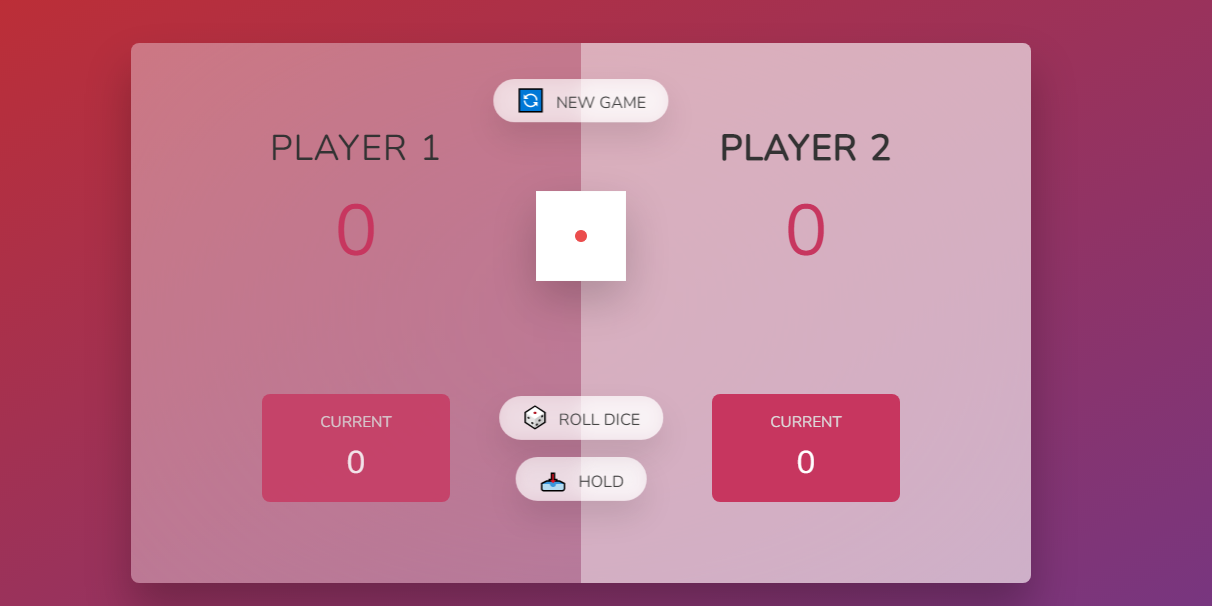 NEW GAME
PLAYER 1
PLAYER 2
0
0
CURRENT
0
ROLL DICE
HOLD
CURRENT
0